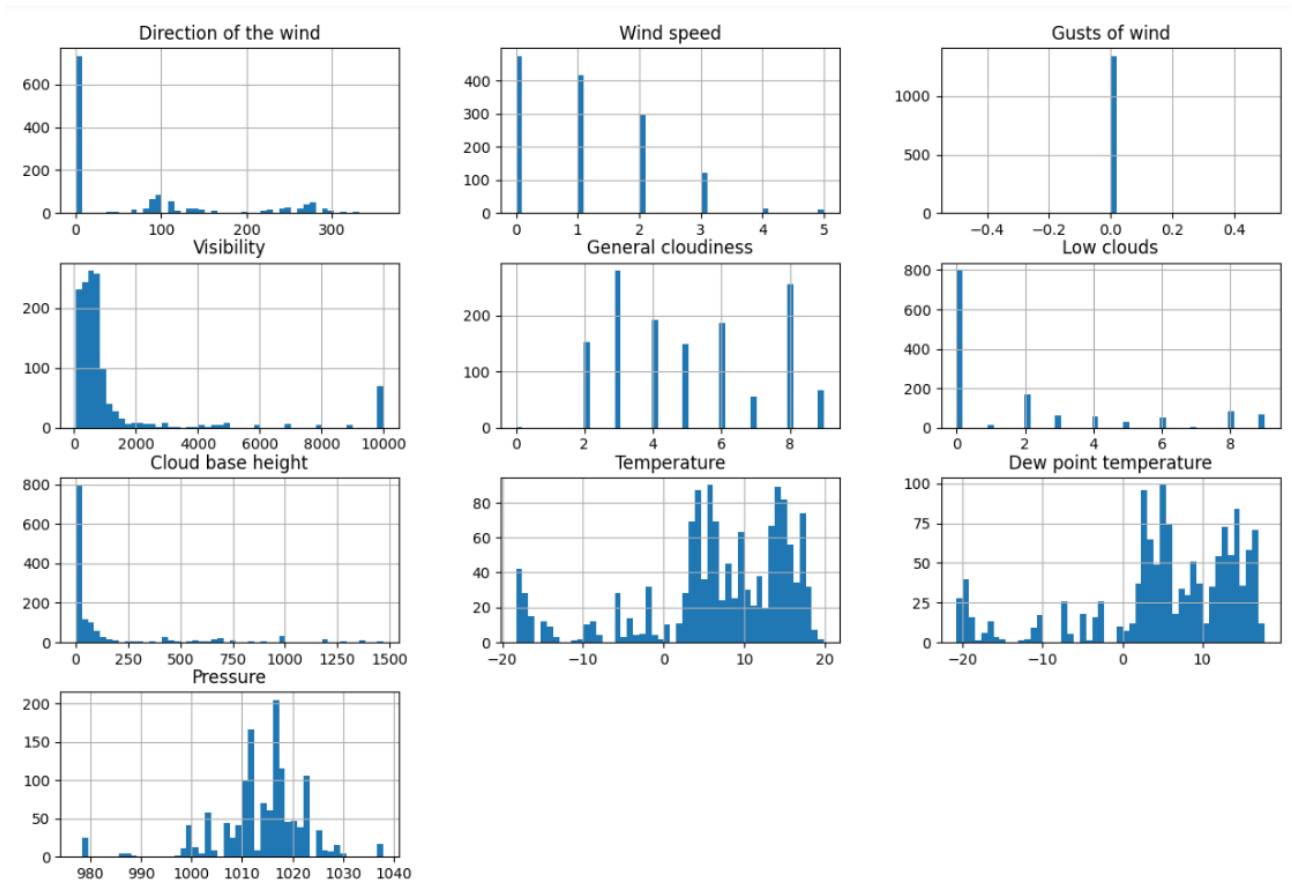 Direction of the wind
600
400
200
0
0 100 200 300
Wind speed
400
300
200
100
0
0 1 2 3 4 5
Gusts of wind
1000
500
0
−0.4 −0.2 0.0 0.2 0.4
Visibility
200
100
0
0 2000 4000 6000 8000 10000
General cloudiness
200
100
0
0 2 4 6 8
Low clouds
800
600
400
200
0
0 2 4 6 8
Cloud base height
800
600
400
200
0
0 250 500 750 1000 1250 1500
Temperature
80
60
40
20
0
−20 −10 0 10 20
Dew point temperature
100
75
50
25
0
−20 −10 0 10
Pressure
200
150
100
50
0
980 990 1000 1010 1020 1030 1040